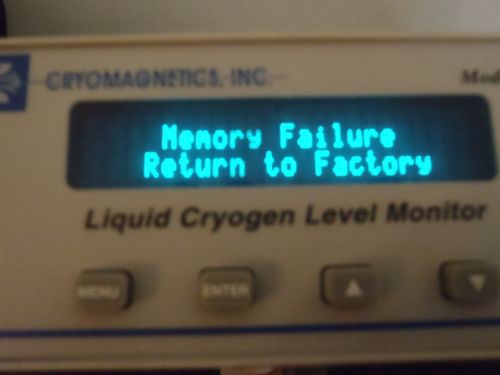 CRYOMAGNETICS, INC.
Memory Failure
Return to Factory
Liquid Cryogen Level Monitor
MENU
ENTER